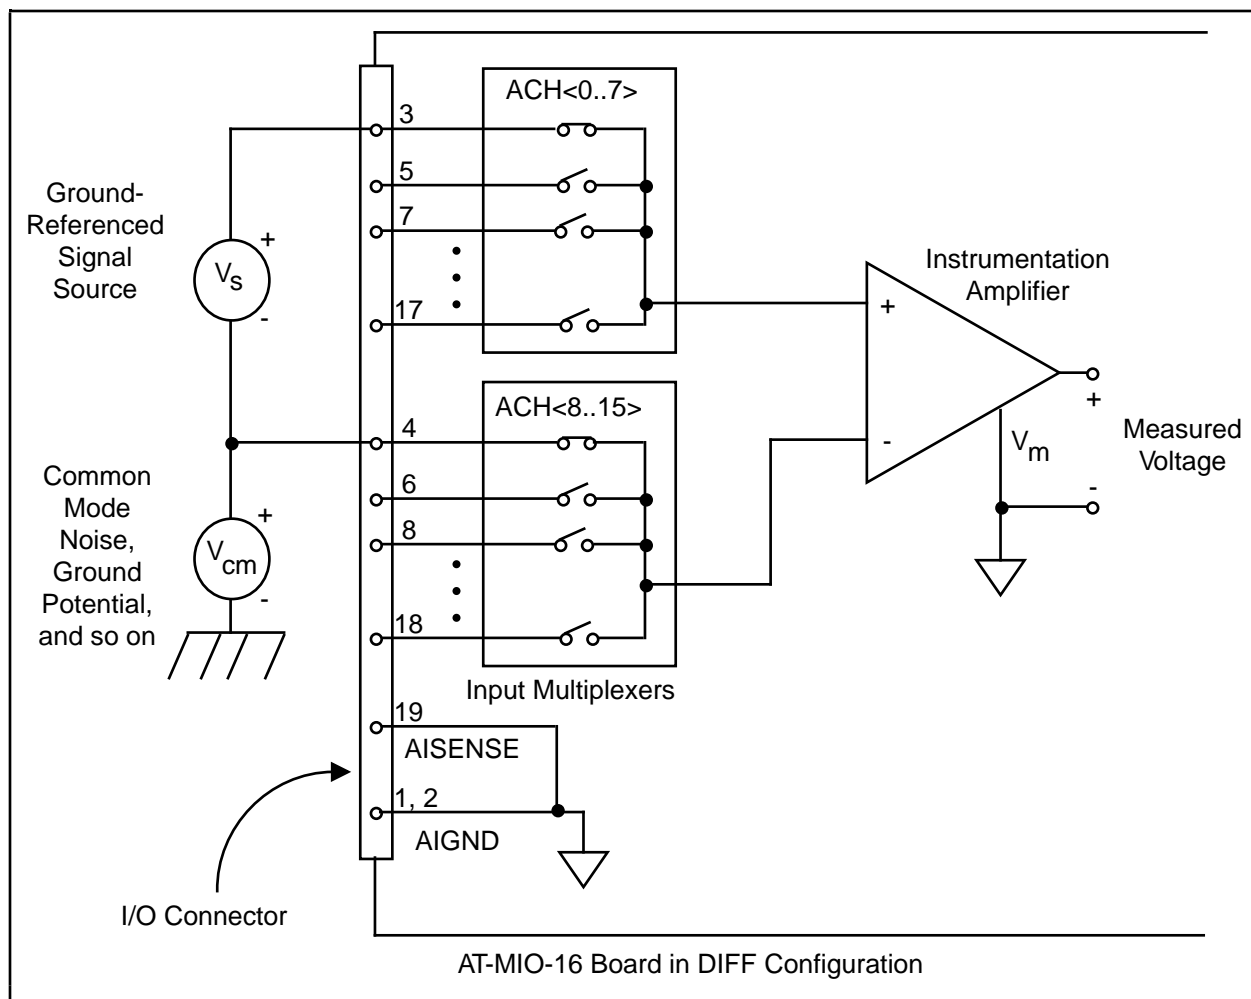 ACH<0..7>
3
5
7
17
Ground-
Referenced
Signal
Source
+
Vs
-
Instrumentation
Amplifier
+
-
Vm
+
-
Measured
Voltage
ACH<8..15>
4
6
8
18
Common
Mode
Noise,
Ground
Potential,
and so on
+
Vcm
-
Input Multiplexers
19
AISENSE
1, 2
AIGND
I/O Connector
AT-MIO-16 Board in DIFF Configuration